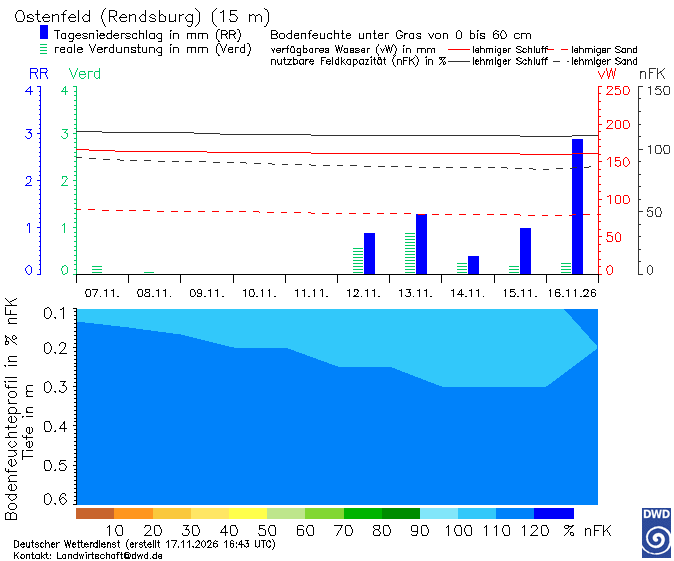 Ostenfeld (Rendsburg) (15 m)
Tagesniederschlag in mm (RR)
reale Verdunstung in mm (Verd)
Bodenfeuchte unter Gras von 0 bis 60 cm
verfügbares Wasser (vW) in mm lehmiger Schluff lehmiger Sand
nutzbare Feldkapazität (nFK) in % lehmiger Schluff lehmiger Sand
RR Verd vW nFK
4 4 250 150
200
3 3
150 100
2 2
100
1 1 50
50
0 0 0 0
07.11. 08.11. 09.11. 10.11. 11.11. 12.11. 13.11. 14.11. 15.11. 16.11.26
Bodenfeuchteprofil in % nFK
Tiefe in m
0.1
0.2
0.3
0.4
0.5
0.6
10 20 30 40 50 60 70 80 90 100 110 120 % nFK
DWD
Deutscher Wetterdienst (erstellt 17.11.2026 16:43 UTC)
Kontakt: Landwirtschaft@dwd.de